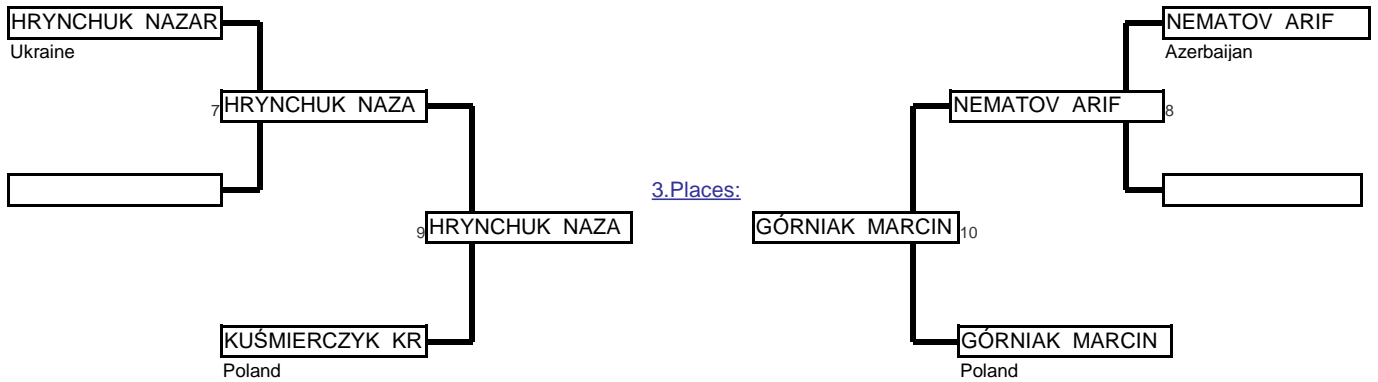 HRYNCHUK NAZAR
Ukraine
7 HRYNCHUK NAZA
9 HRYNCHUK NAZA
KUŚMIERCZYK KR
Poland
3.Places:
NEMATOV ARIF
Azerbaijan
NEMATOV ARIF 8
GÓRNIAK MARCIN 10
GÓRNIAK MARCIN
Poland